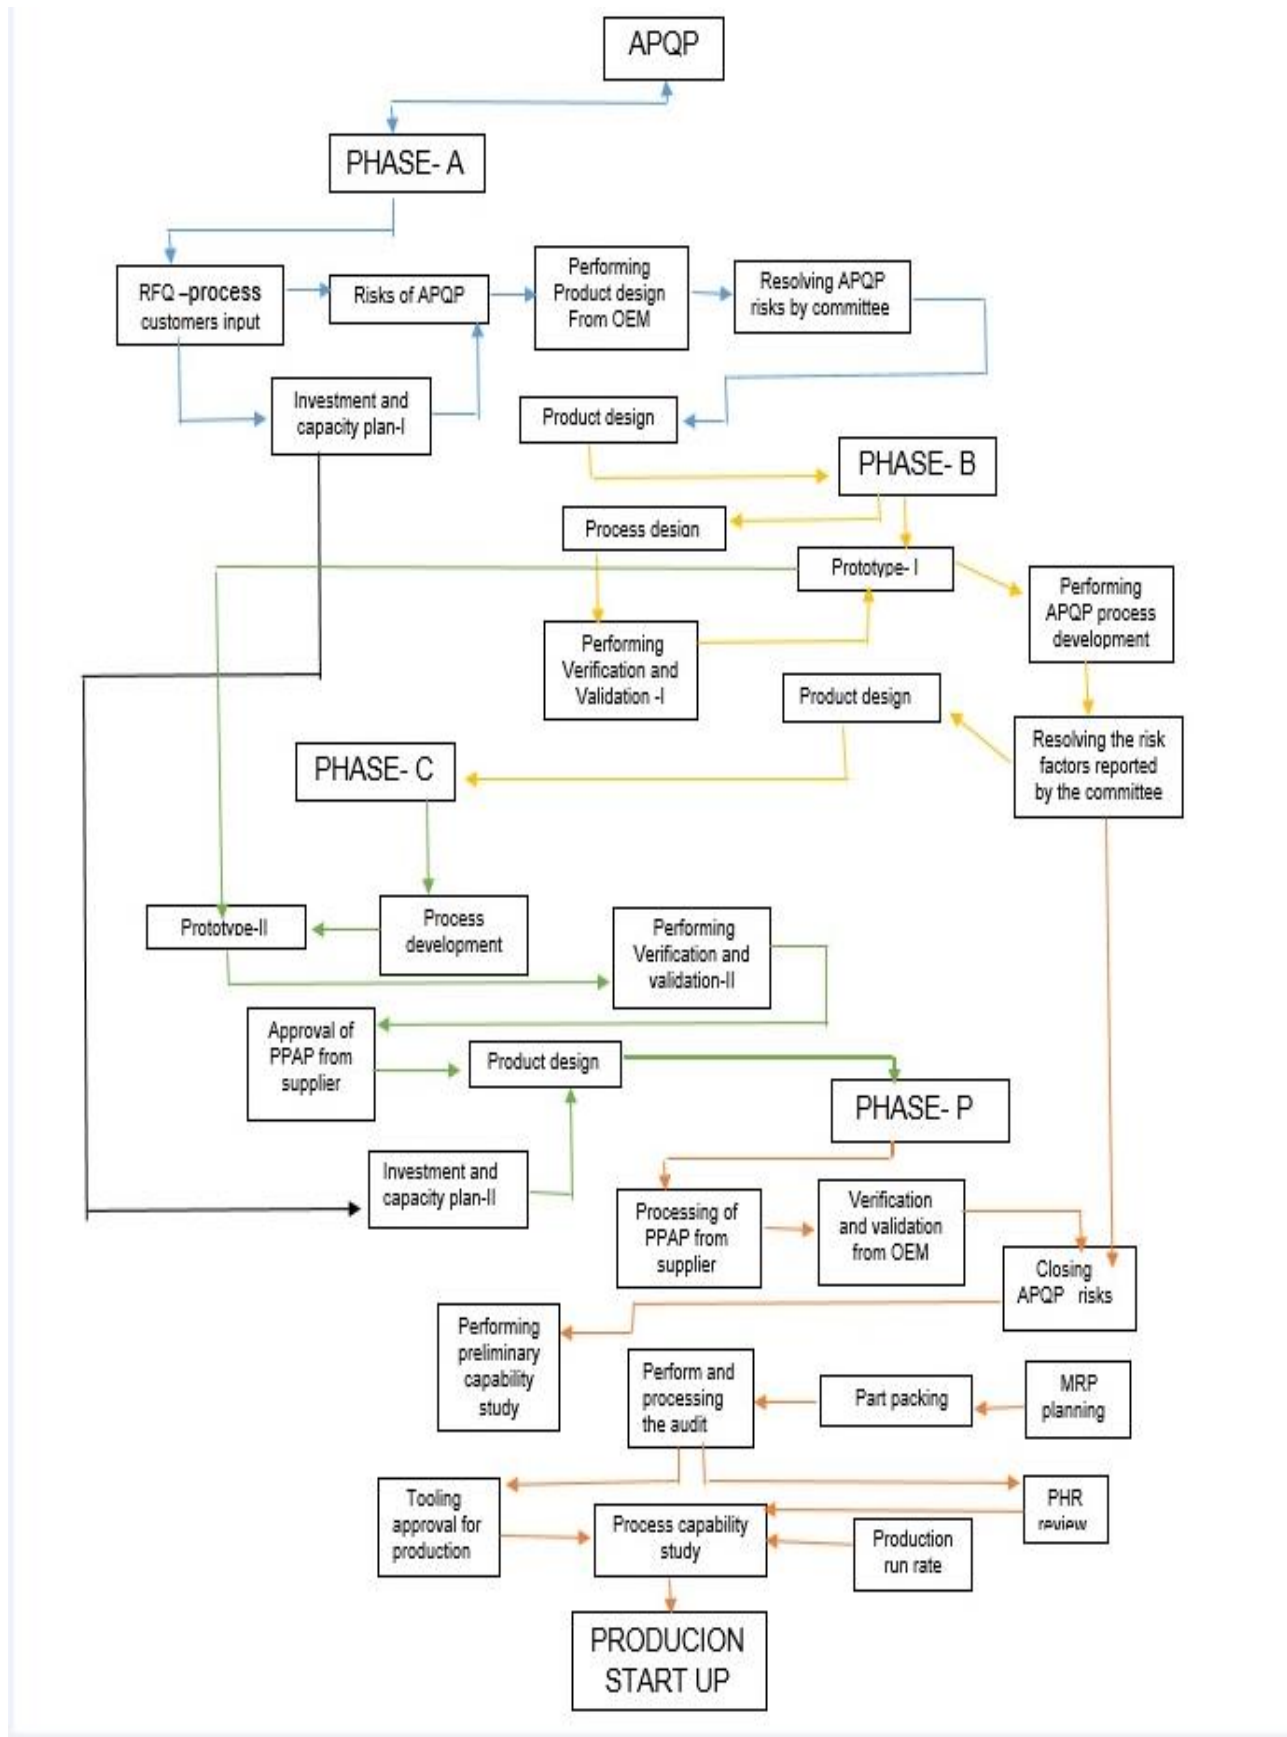 APQP
PHASE- A
RFQ –process
customers input
Risks of APQP
Performing
Product design
From OEM
Resolving APQP
risks by committee
Investment and
capacity plan-I
Product design
PHASE- B
Process design
Prototype- I
Performing
APQP process
development
Performing
Verification and
Validation -I
Product design
Resolving the risk
factors reported
by the committee
PHASE- C
Prototype-II
Process
development
Performing
Verification and
validation-II
Approval of
PPAP from
supplier
Product design
PHASE- P
Investment and
capacity plan-II
Processing of
PPAP from
supplier
Verification
and validation
from OEM
Closing
APQP risks
Performing
preliminary
capability
study
Perform and
processing
the audit
Part packing
MRP
planning
Tooling
approval for
production
Process capability
study
Production
run rate
PHR
review
PRODUCION
START UP